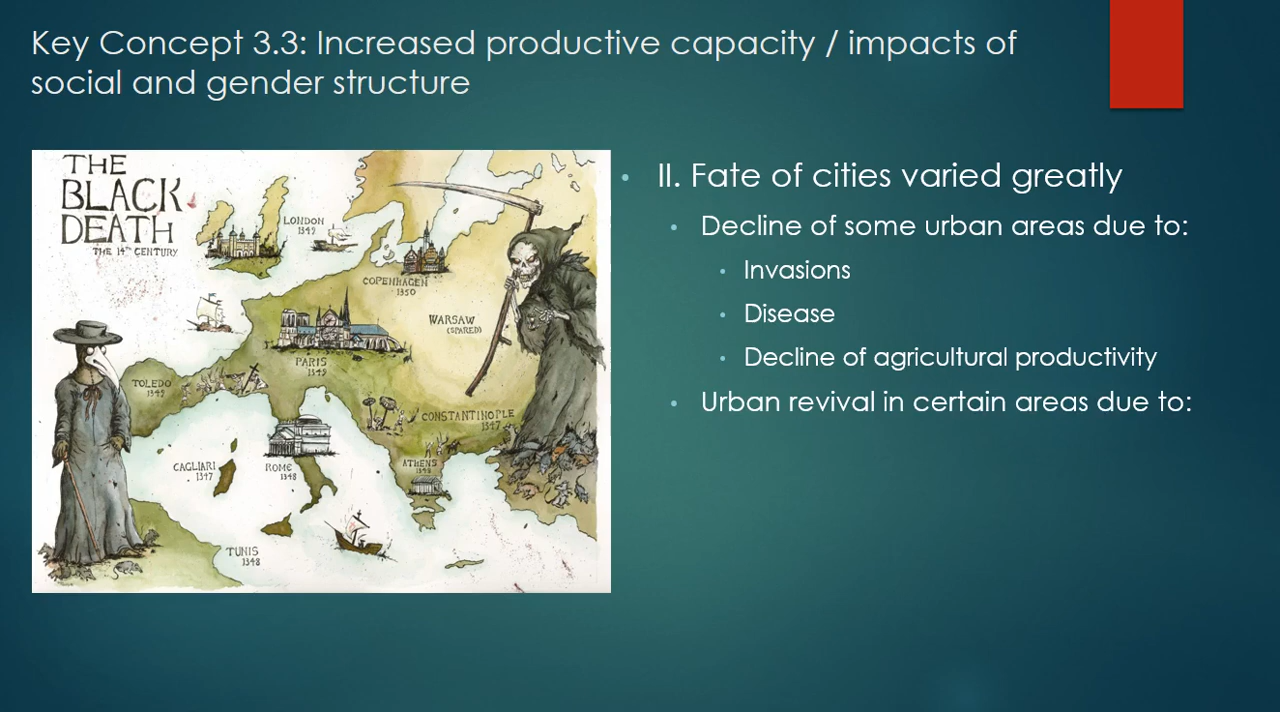 Key Concept 3.3: Increased productive capacity / impacts of
social and gender structure
THE
BLACK
DEATH
THE 14TH CENTURY
LONDON
1349
COPENHAGEN
1350
WARSAW
(SPARED)
PARIS
1349
TOLEDO
1349
CONSTANTINOPLE
1347
CAGLIARI
1347
ROME
1348
ATHENS
1348
TUNIS
1348
• II. Fate of cities varied greatly
• Decline of some urban areas due to:
• Invasions
• Disease
• Decline of agricultural productivity
• Urban revival in certain areas due to: